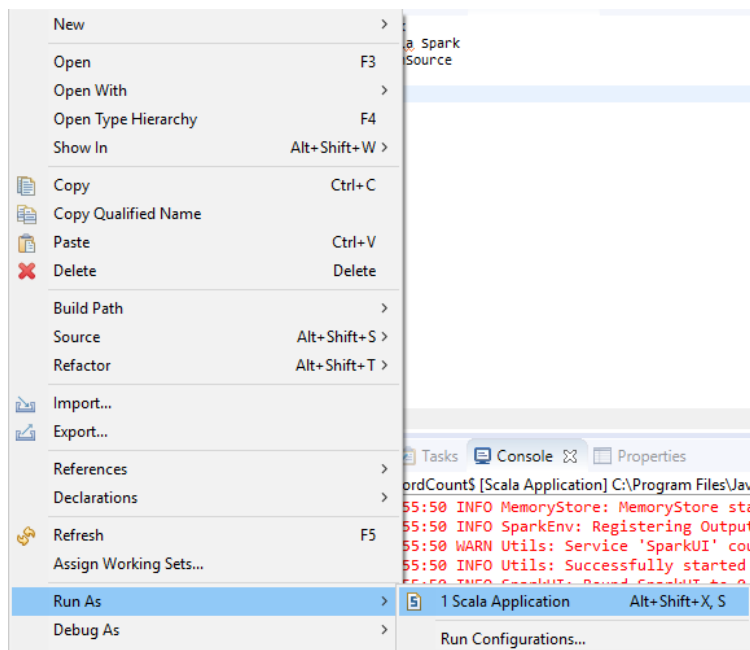 New >
a Spark
Source
Open F3
Open With >
Open Type Hierarchy F4
Show In Alt+Shift+W >
Copy Ctrl+C
Copy Qualified Name
Paste Ctrl+V
Delete Delete
Build Path >
Source Alt+Shift+S >
Refactor Alt+Shift+T >
Import...
Export...
References >
Declarations >
Refresh F5
Assign Working Sets...
Run As >
Debug As >
Tasks Console Properties
ordCount$ [Scala Application] C:\Program Files\Jav
55:50 INFO MemoryStore: MemoryStore sta
55:50 INFO SparkEnv: Registering Output
55:50 WARN Utils: Service 'SparkUI' cou
55:50 INFO Utils: Successfully started
1 Scala Application Alt+Shift+X, S
Run Configurations...